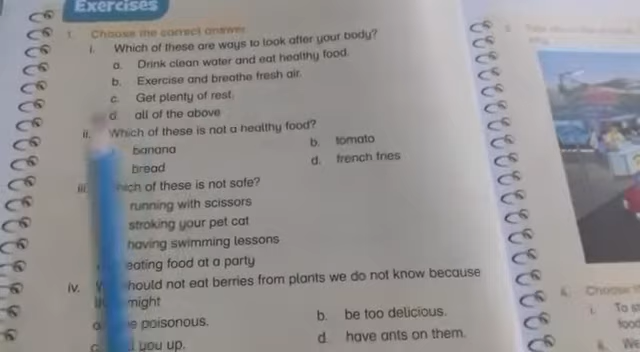 Exercises
1. Choose the correct answer.
i. Which of these are ways to look after your body?
a. Drink clean water and eat healthy food.
b. Exercise and breathe fresh air.
c. Get plenty of rest.
d. all of the above
ii. Which of these is not a healthy food?
banana b. tomato
bread d. french fries
iii. of these is not safe?
running with scissors
stroking your pet cat
having swimming lessons
eating food at a party
iv. should not eat berries from plants we do not know because
might
a. poisonous. b. be too delicious.
c. you up. d. have ants on them.
Choose
i. To
food
ii. We